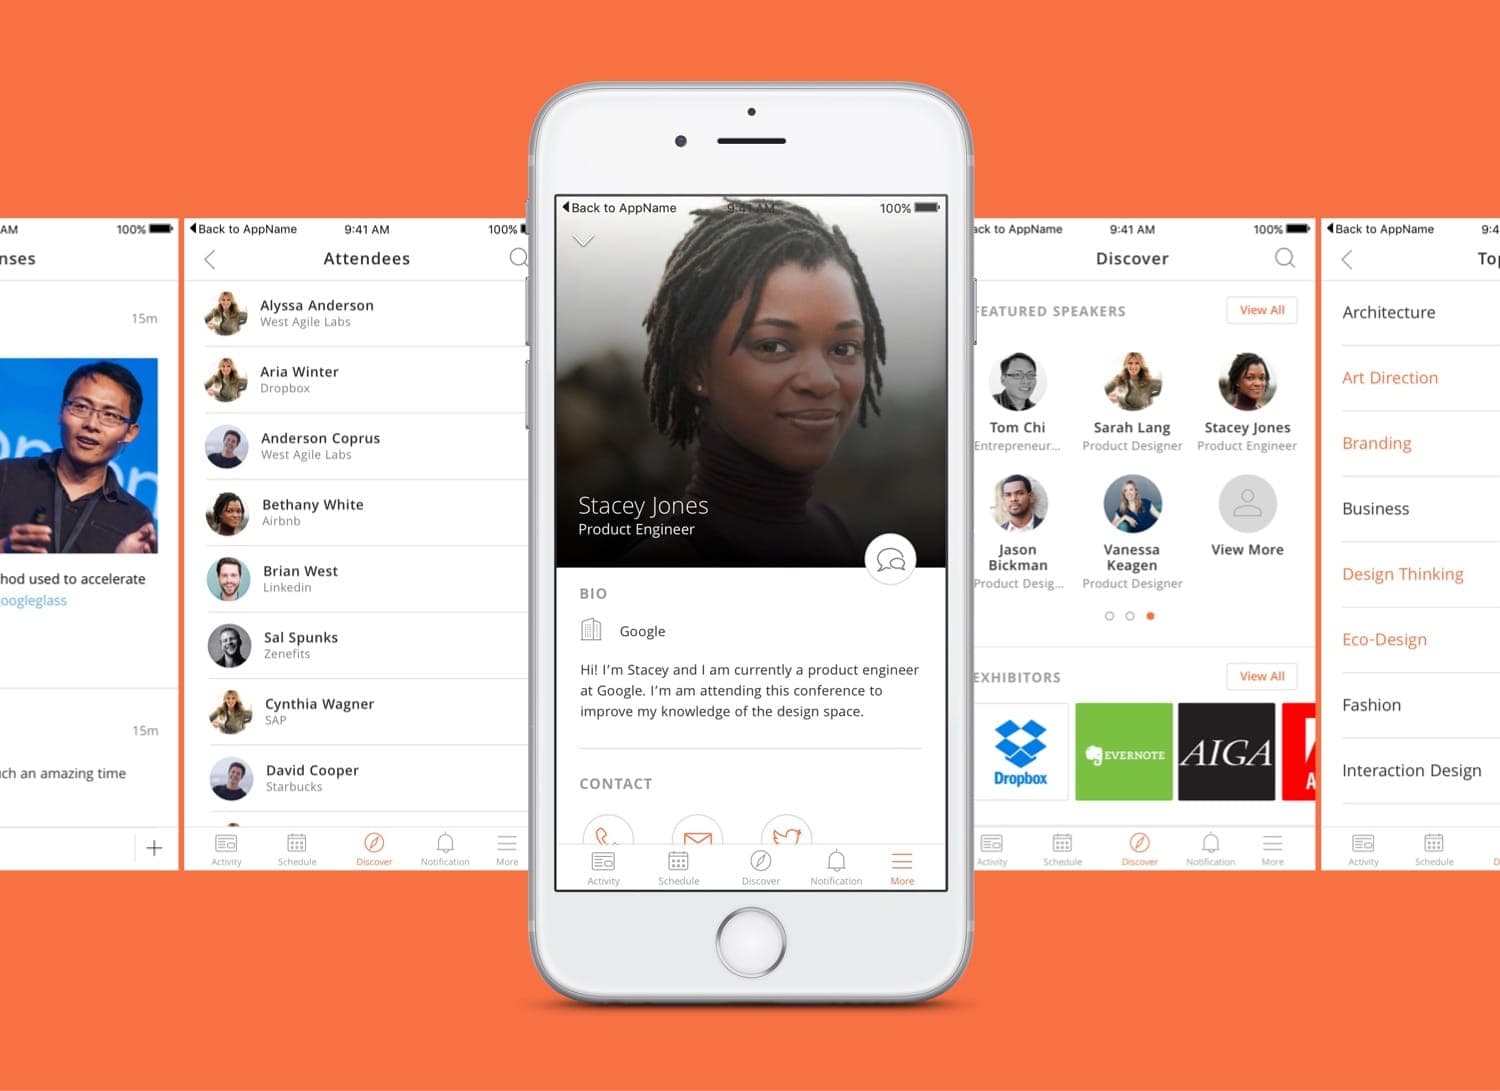 AM
100%
nses
15m
hod used to accelerate
oogleglass
15m
ch an amazing time
Back to AppName
9:41 AM
100%
Attendees
Alyssa Anderson
West Agile Labs
Aria Winter
Dropbox
Anderson Coprus
West Agile Labs
Bethany White
Airbnb
Brian West
Linkedin
Sal Spunks
Zenefits
Cynthia Wagner
SAP
David Cooper
Starbucks
Activity
Schedule
Discover
Notification
More
Back to AppName
9:41 AM
100%
Stacey Jones
Product Engineer
BIO
Google
Hi! I’m Stacey and I am currently a product engineer
at Google. I’m am attending this conference to
improve my knowledge of the design space.
CONTACT
Activity
Schedule
Discover
Notification
More
ack to AppName
9:41 AM
100%
Discover
FEATURED SPEAKERS
View All
Tom Chi
Entrepreneur...
Sarah Lang
Product Designer
Stacey Jones
Product Engineer
Jason
Bickman
Product Desig...
Vanessa
Keagen
Product Designer
View More
EXHIBITORS
View All
Dropbox
EVERNOTE
AIGA
A
Activity
Schedule
Discover
Notification
More
Back to AppName
9:4
Top
Architecture
Art Direction
Branding
Business
Design Thinking
Eco-Design
Fashion
Interaction Design
Activity
Schedule
D